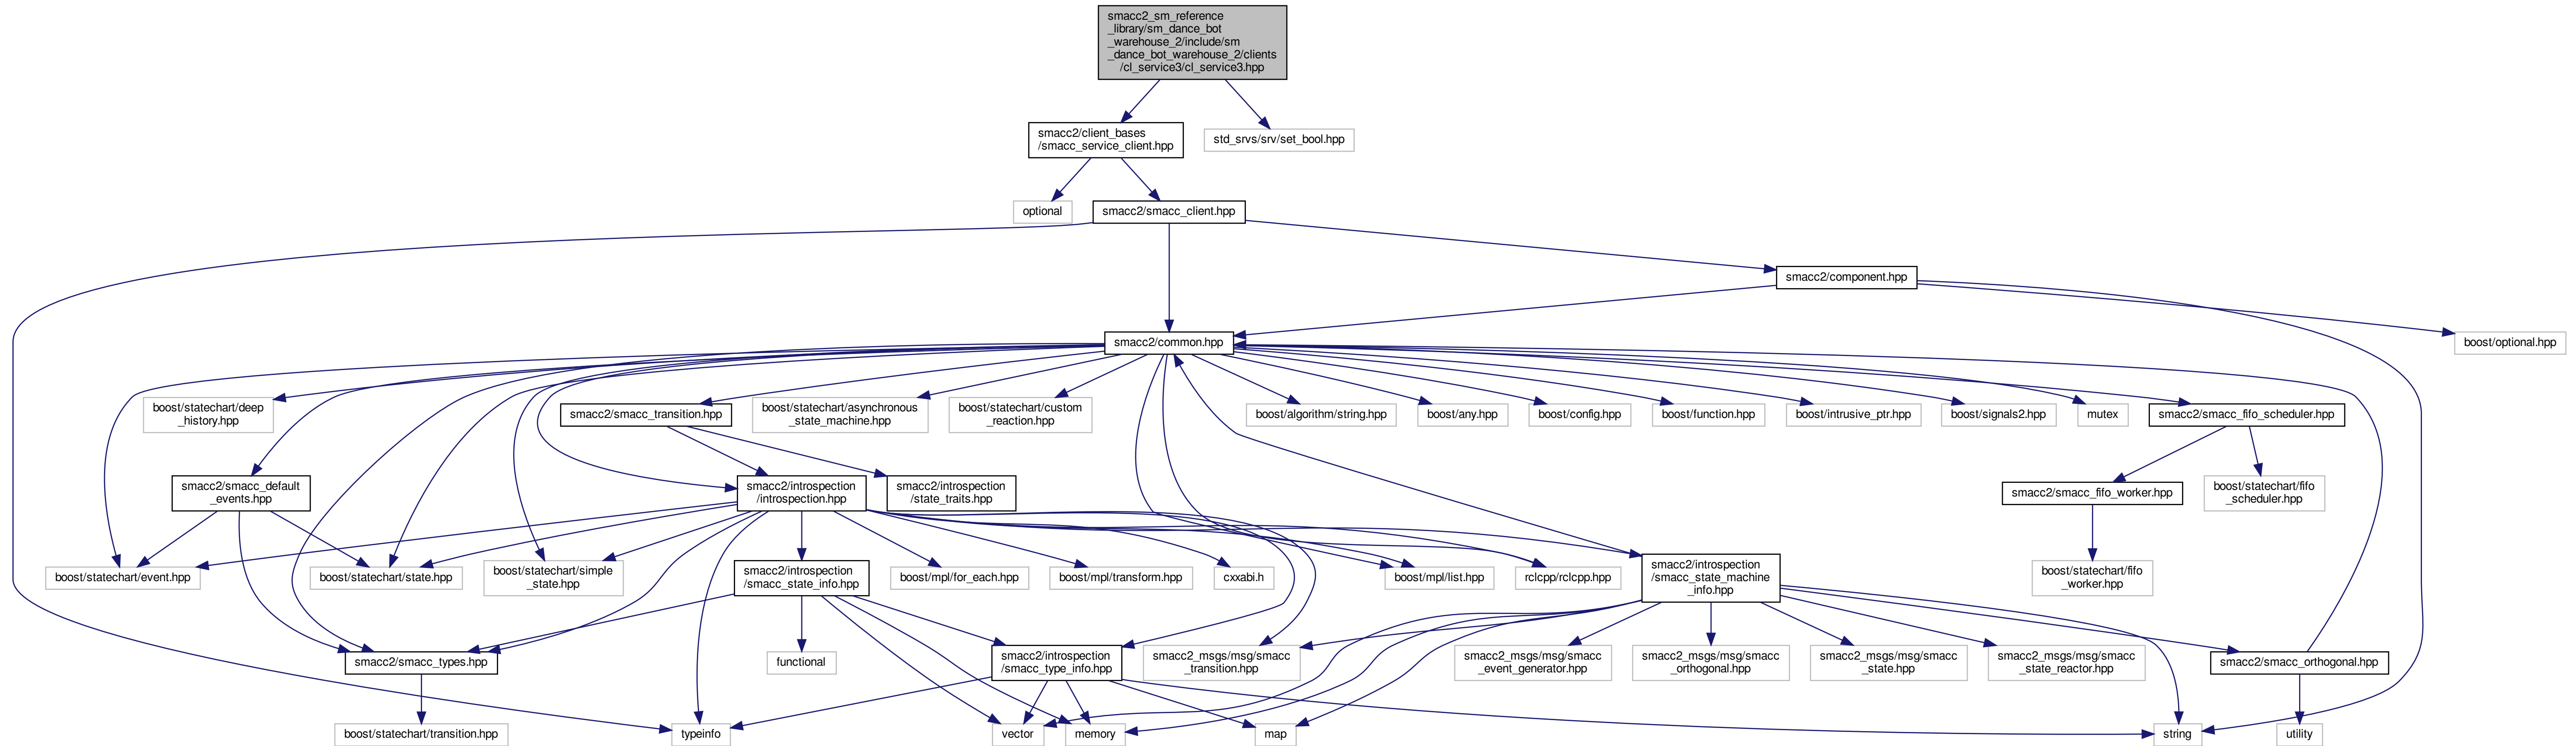 smacc2_sm_reference
_library/sm_dance_bot
_warehouse_2/include/sm
_dance_bot_warehouse_2/clients
/cl_service3/cl_service3.hpp
smacc2/client_bases
/smacc_service_client.hpp
std_srvs/srv/set_bool.hpp
optional
smacc2/smacc_client.hpp
smacc2/component.hpp
smacc2/common.hpp
boost/optional.hpp
boost/statechart/deep
_history.hpp
smacc2/smacc_transition.hpp
boost/statechart/asynchronous
_state_machine.hpp
boost/statechart/custom
_reaction.hpp
boost/algorithm/string.hpp
boost/any.hpp
boost/config.hpp
boost/function.hpp
boost/intrusive_ptr.hpp
boost/signals2.hpp
mutex
smacc2/smacc_fifo_scheduler.hpp
smacc2/smacc_default
_events.hpp
smacc2/introspection
/introspection.hpp
smacc2/introspection
/state_traits.hpp
smacc2/smacc_fifo_worker.hpp
boost/statechart/fifo
_scheduler.hpp
boost/statechart/event.hpp
boost/statechart/state.hpp
boost/statechart/simple
_state.hpp
smacc2/introspection
/smacc_state_info.hpp
boost/mpl/for_each.hpp
boost/mpl/transform.hpp
cxxabi.h
boost/mpl/list.hpp
rclcpp/rclcpp.hpp
smacc2/introspection
/smacc_state_machine
_info.hpp
boost/statechart/fifo
_worker.hpp
smacc2/smacc_types.hpp
functional
smacc2/introspection
/smacc_type_info.hpp
smacc2_msgs/msg/smacc
_transition.hpp
smacc2_msgs/msg/smacc
_event_generator.hpp
smacc2_msgs/msg/smacc
_orthogonal.hpp
smacc2_msgs/msg/smacc
_state.hpp
smacc2_msgs/msg/smacc
_state_reactor.hpp
smacc2/smacc_orthogonal.hpp
boost/statechart/transition.hpp
typeinfo
vector
memory
map
string
utility